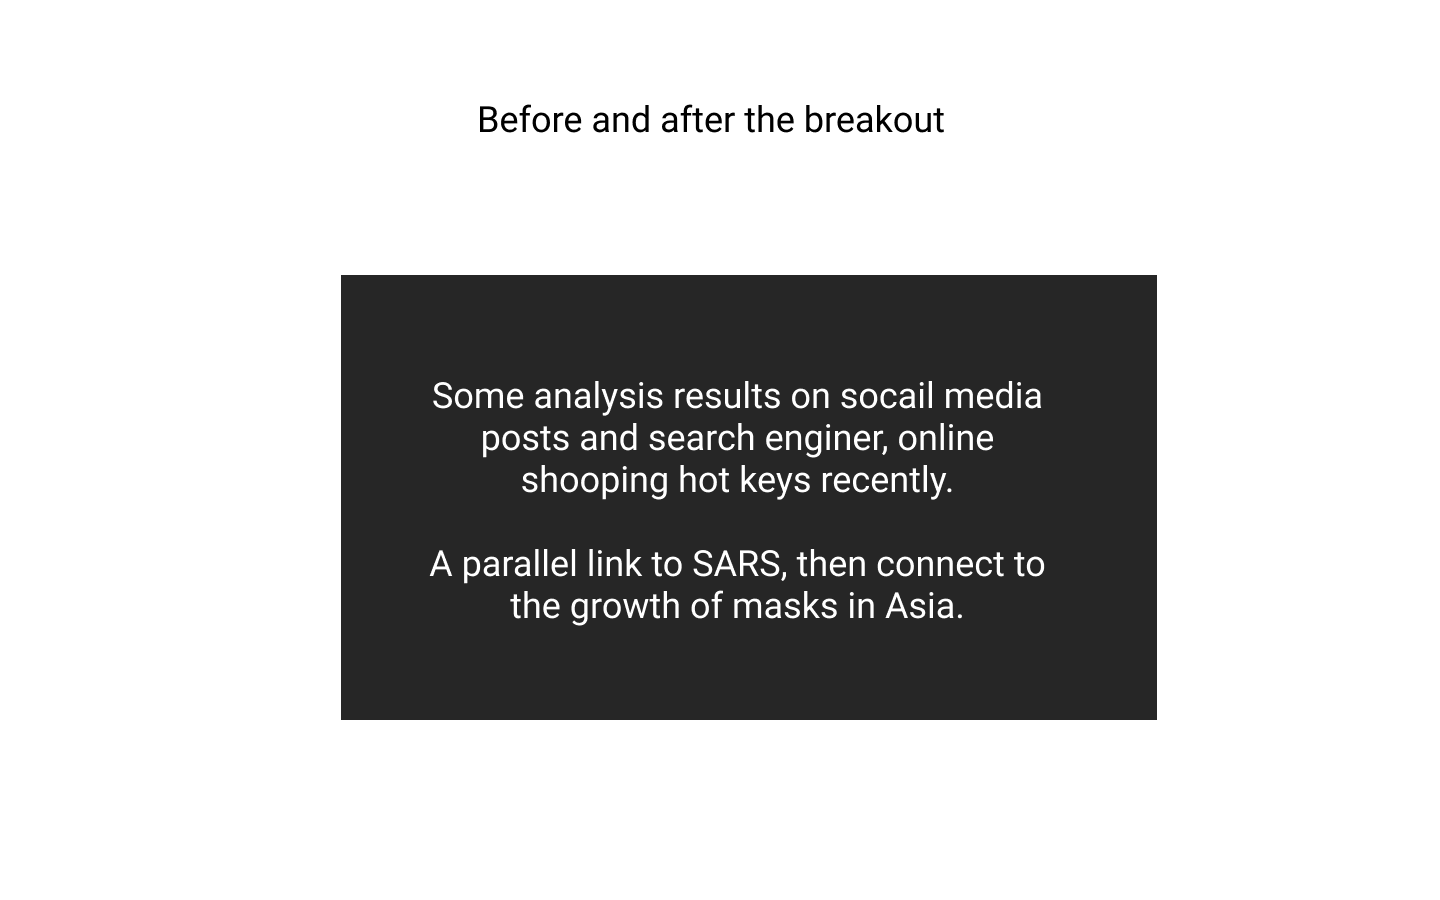 Before and after the breakout
Some analysis results on socail media
posts and search enginer, online
shooping hot keys recently.
A parallel link to SARS, then connect to
the growth of masks in Asia.